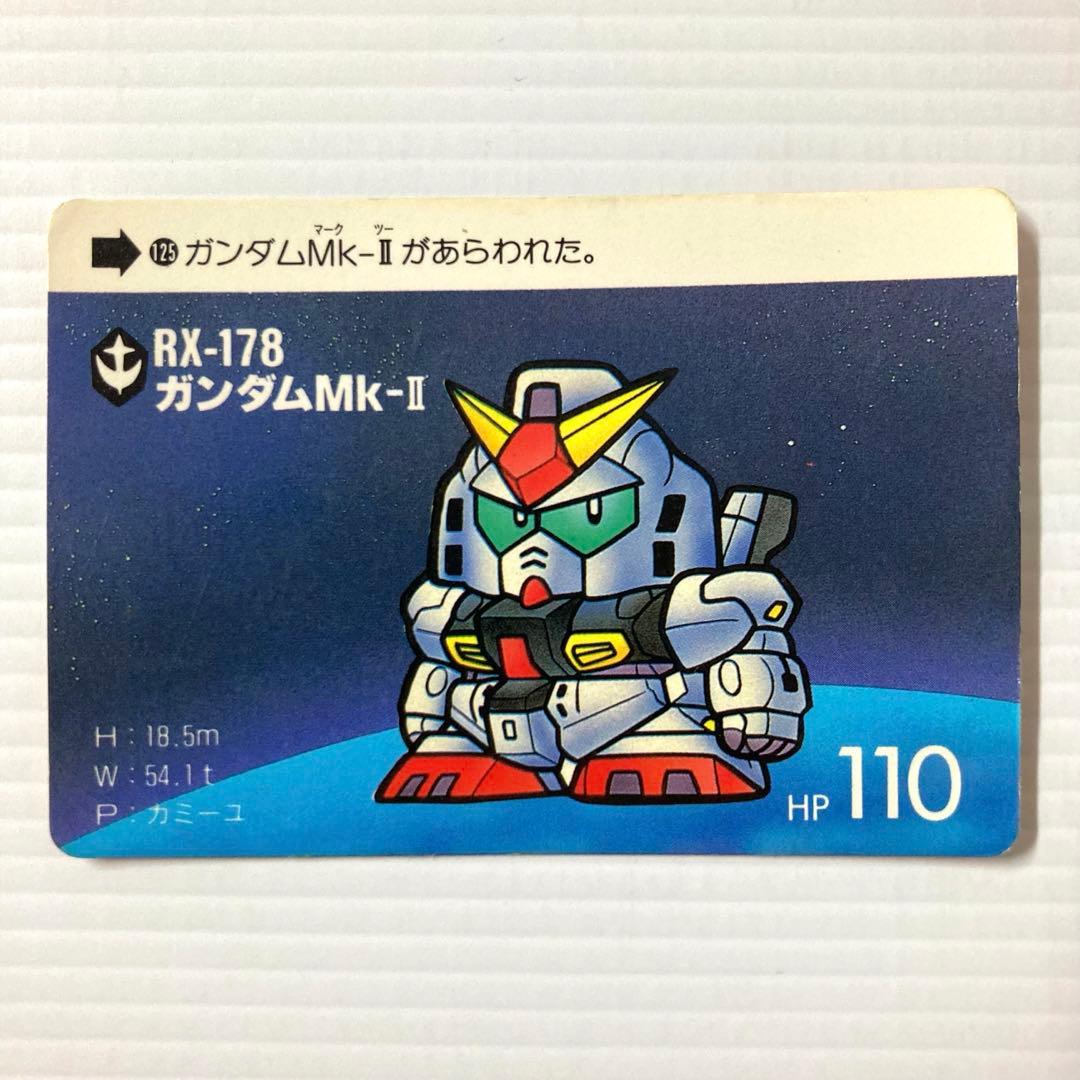 マーク ツー
➡ 125 ガンダムMk-Ⅱがあらわれた。
RX-178
ガンダムMk-Ⅱ
H：18.5m
W：54.1t
P：カミーユ
HP 110